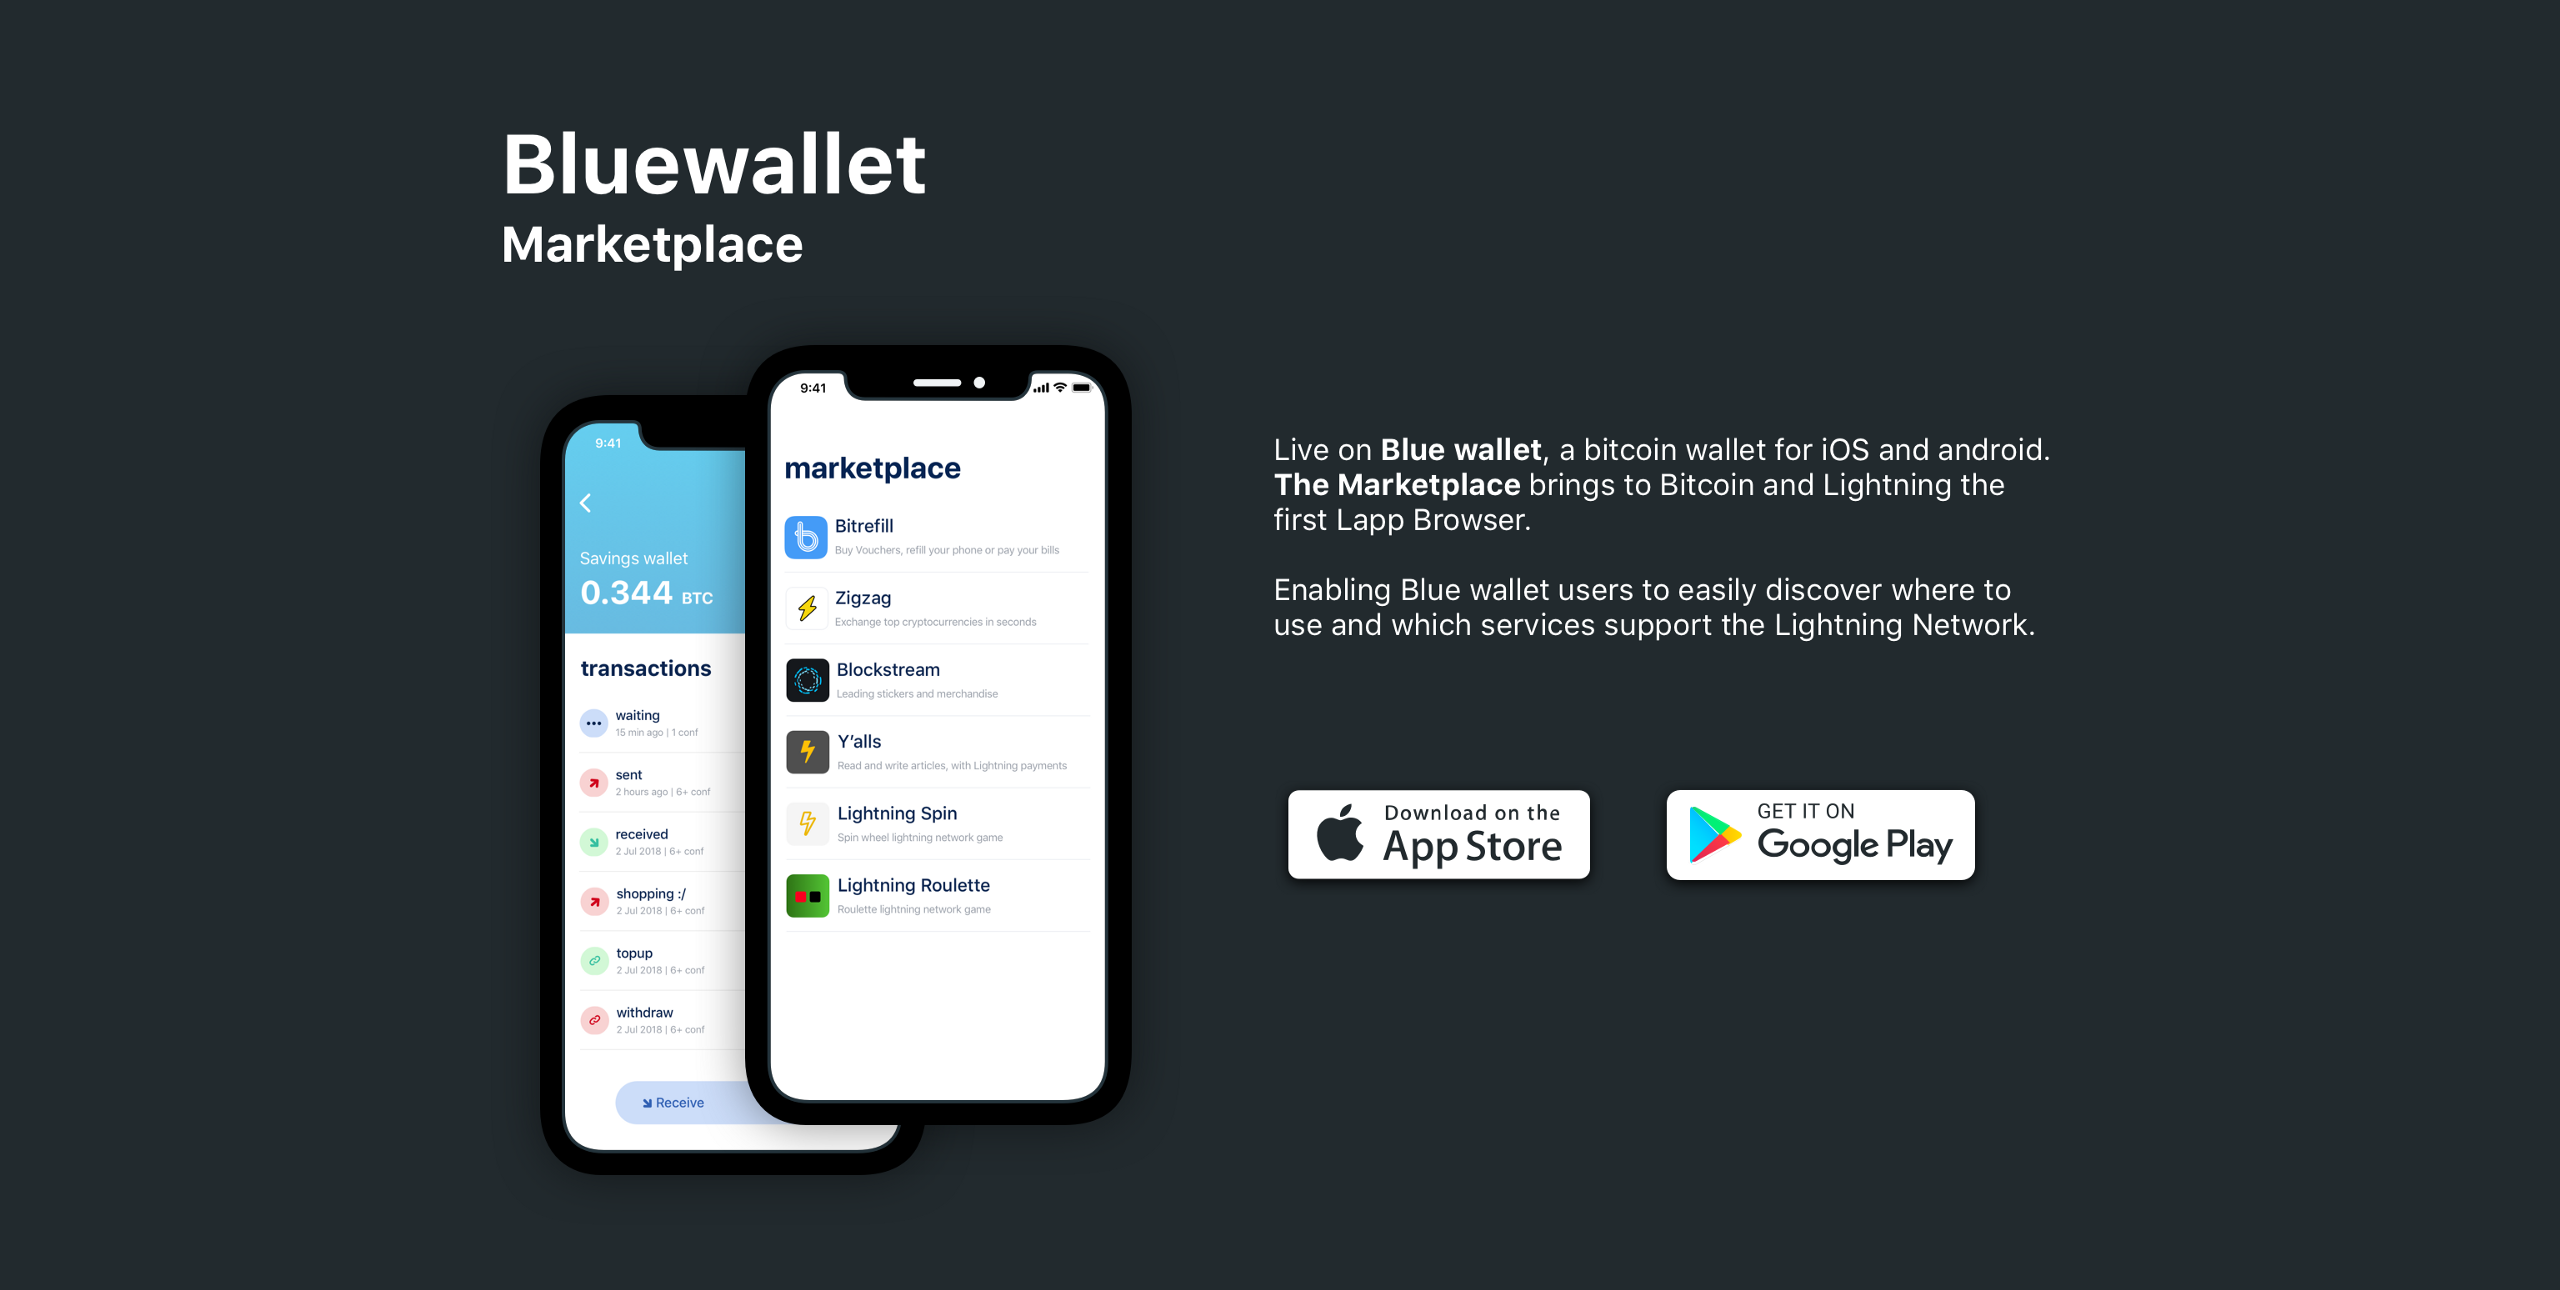 Bluewallet
Marketplace
9:41
Savings wallet
0.344 BTC
transactions
waiting
15 min ago | 1 conf
sent
2 hours ago | 6+ conf
received
2 Jul 2018 | 6+ conf
shopping :/
2 Jul 2018 | 6+ conf
topup
2 Jul 2018 | 6+ conf
withdraw
2 Jul 2018 | 6+ conf
Receive
9:41
marketplace
Bitrefill
Buy Vouchers, refill your phone or pay your bills
Zigzag
Exchange top cryptocurrencies in seconds
Blockstream
Leading stickers and merchandise
Y’alls
Read and write articles, with Lightning payments
Lightning Spin
Spin wheel lightning network game
Lightning Roulette
Roulette lightning network game
Live on Blue wallet, a bitcoin wallet for iOS and android.
The Marketplace brings to Bitcoin and Lightning the
first Lapp Browser.
Enabling Blue wallet users to easily discover where to
use and which services support the Lightning Network.
Download on the
App Store
GET IT ON
Google Play